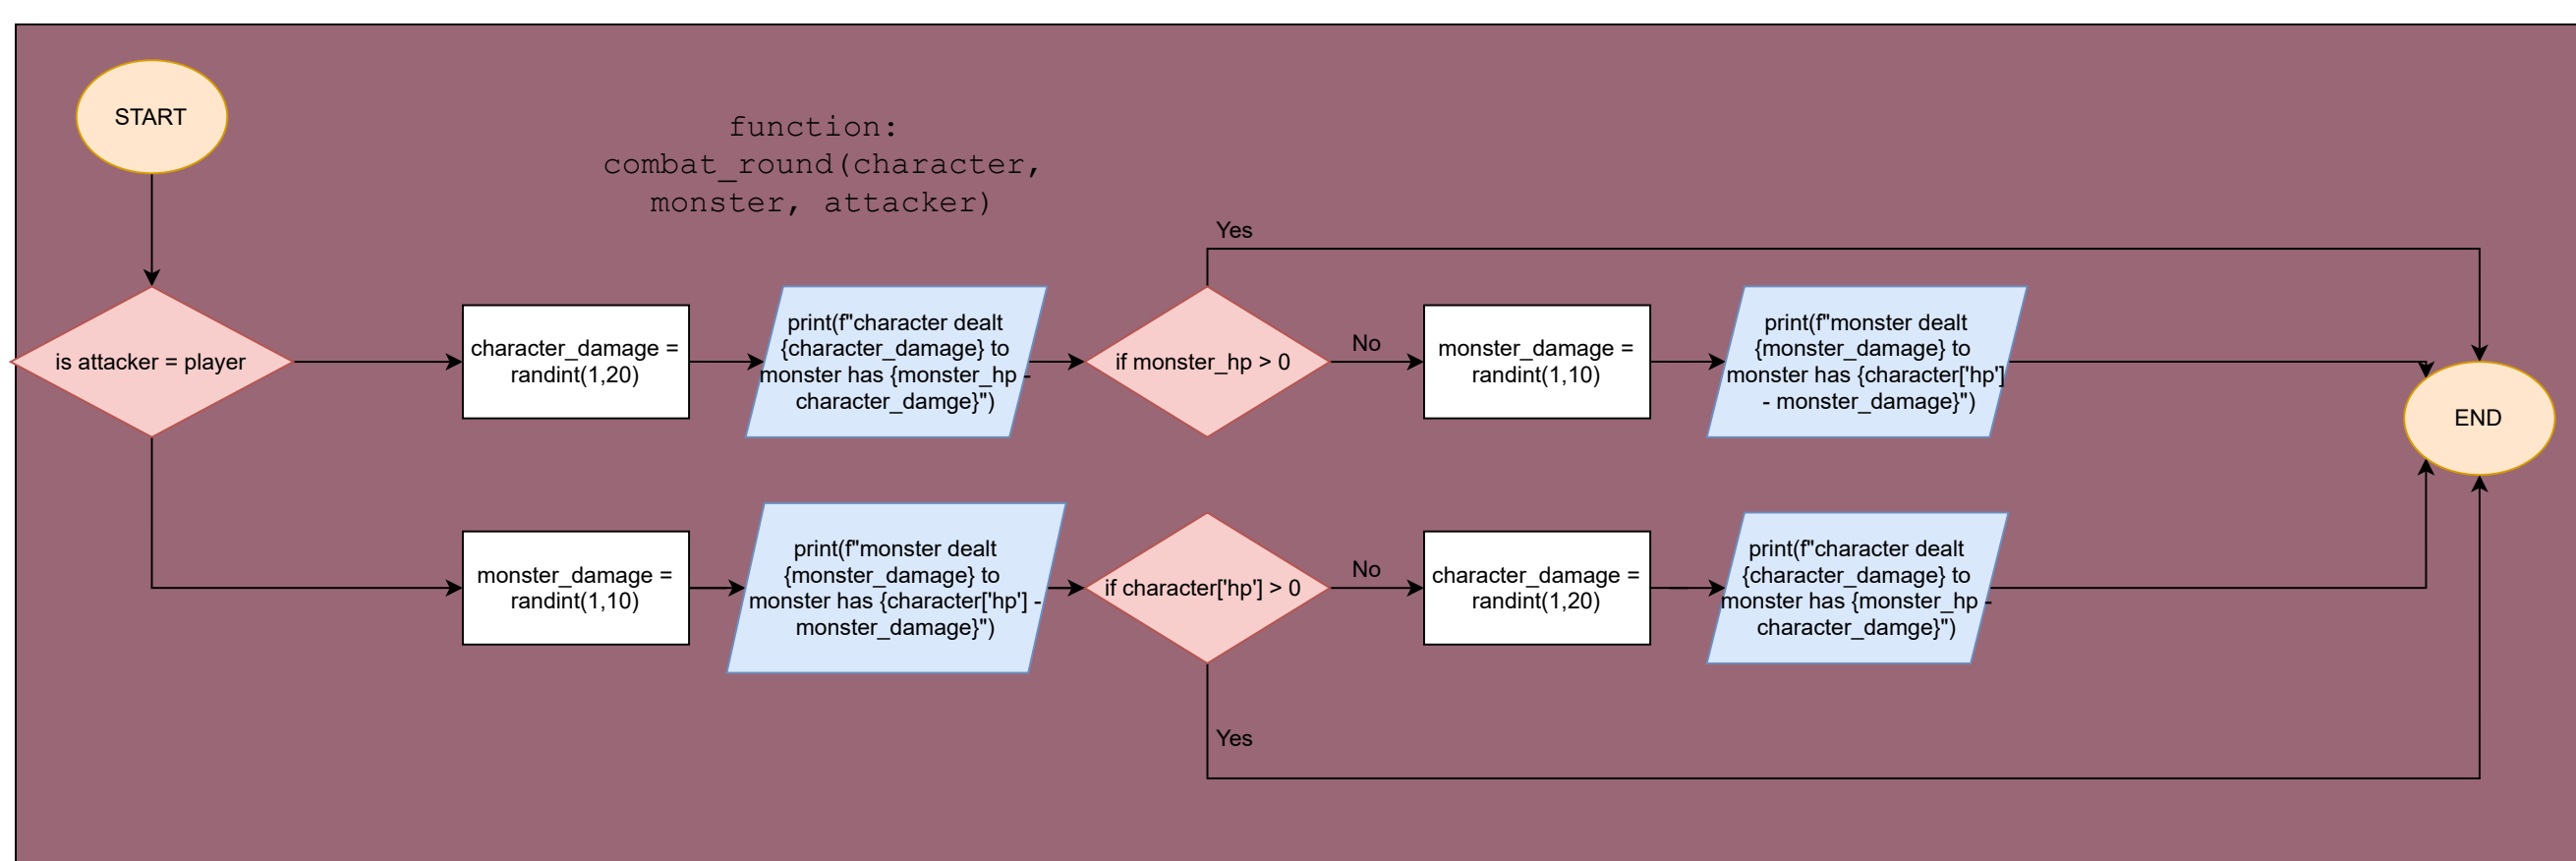 START
function:
combat_round(character,
monster, attacker)
Yes
is attacker = player
character_damage =
randint(1,20)
print(f"character dealt
{character_damage} to
monster has {monster_hp -
character_damge}")
if monster_hp > 0
No
monster_damage =
randint(1,10)
print(f"monster dealt
{monster_damage} to
monster has {character['hp']
- monster_damage}")
END
monster_damage =
randint(1,10)
print(f"monster dealt
{monster_damage} to
monster has {character['hp'] -
monster_damage}")
if character['hp'] > 0
No
character_damage =
randint(1,20)
print(f"character dealt
{character_damage} to
monster has {monster_hp -
character_damge}")
Yes